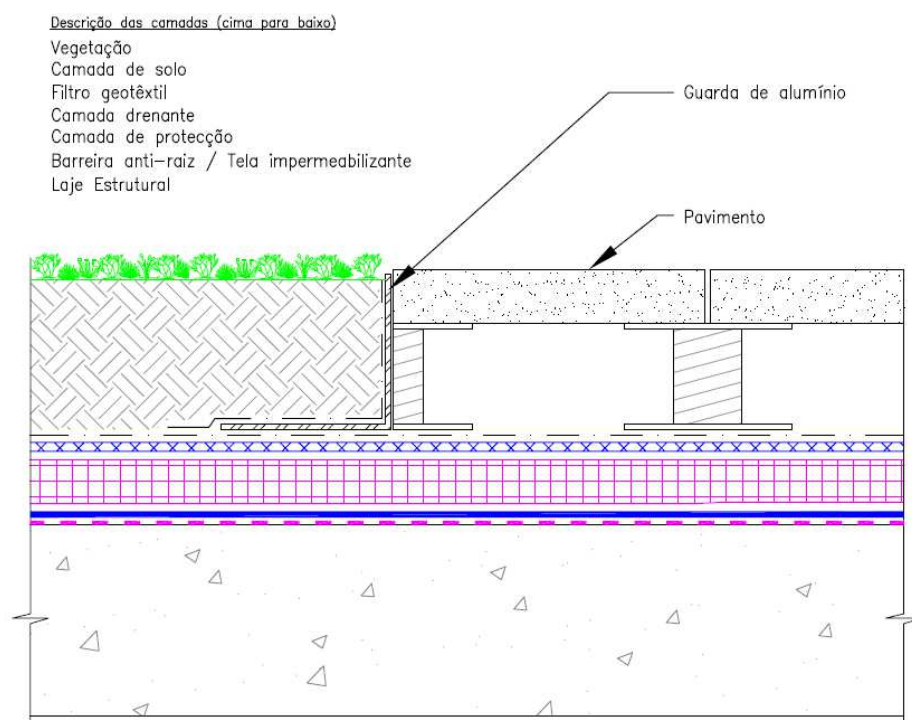 Descrição das camadas (cima para baixo)
Vegetação
Camada de solo
Filtro geotêxtil
Camada drenante
Camada de protecção
Barreira anti-raiz / Tela impermeabilizante
Laje Estrutural
Guarda de alumínio
Pavimento